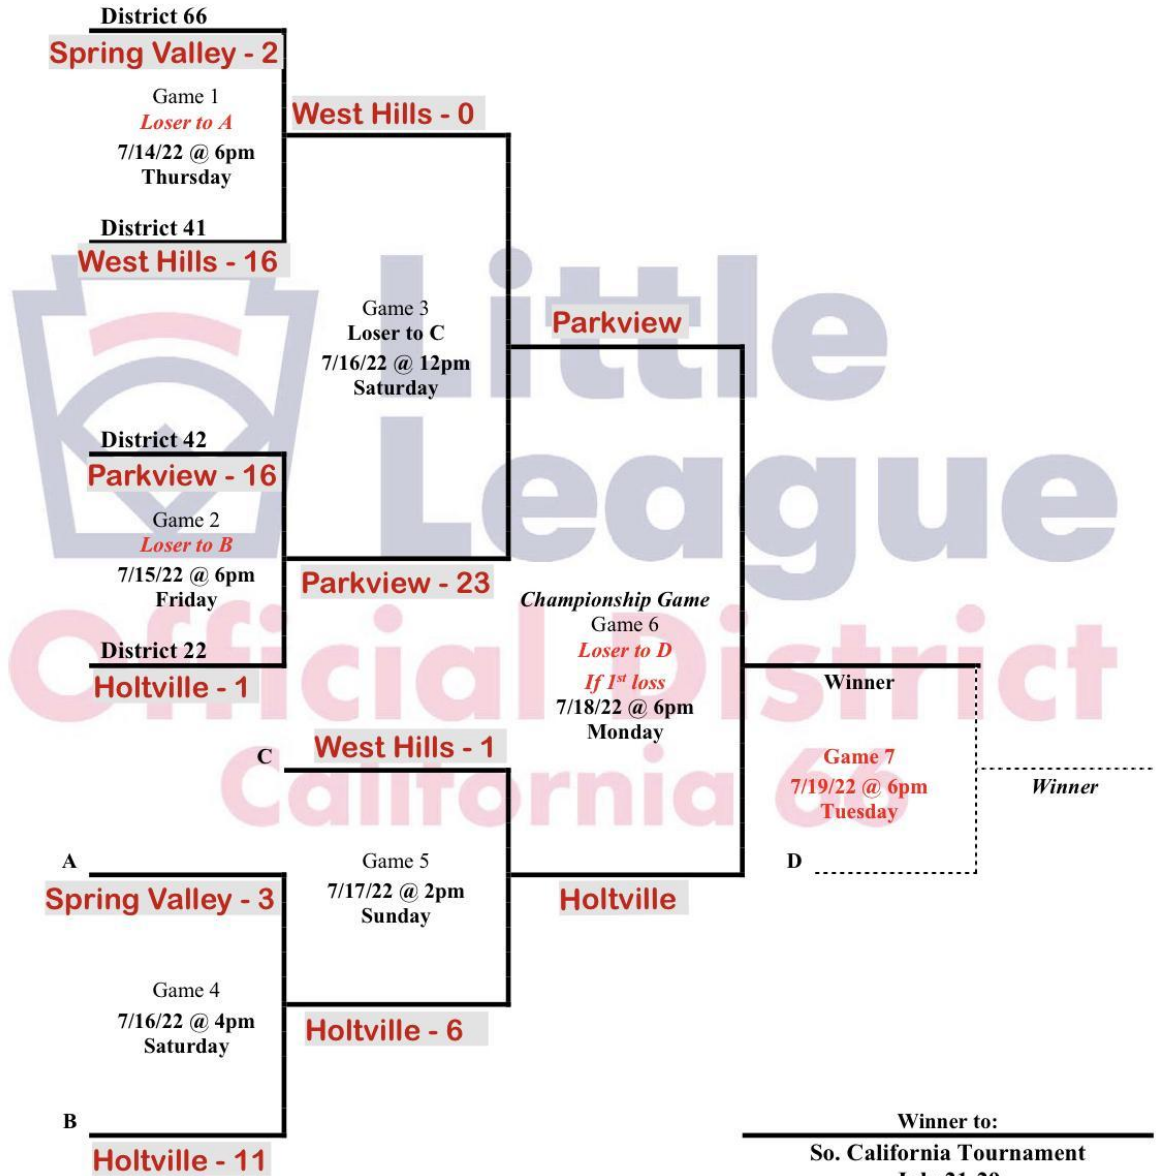 District 66
Spring Valley - 2
Game 1
Loser to A
7/14/22 @ 6pm
Thursday
West Hills - 0
District 41
West Hills - 16
Game 3
Loser to C
7/16/22 @ 12pm
Saturday
Parkview
District 42
Parkview - 16
Game 2
Loser to B
7/15/22 @ 6pm
Friday
Parkview - 23
District 22
Holtville - 1
Championship Game
Game 6
Loser to D
If 1st loss
7/18/22 @ 6pm
Monday
Winner
Game 7
7/19/22 @ 6pm
Tuesday
Winner
D
C
West Hills - 1
Game 5
7/17/22 @ 2pm
Sunday
Holtville
A
Spring Valley - 3
Game 4
7/16/22 @ 4pm
Saturday
Holtville - 6
B
Holtville - 11
Winner to:
So. California Tournament
Little
League
Official District
California 66